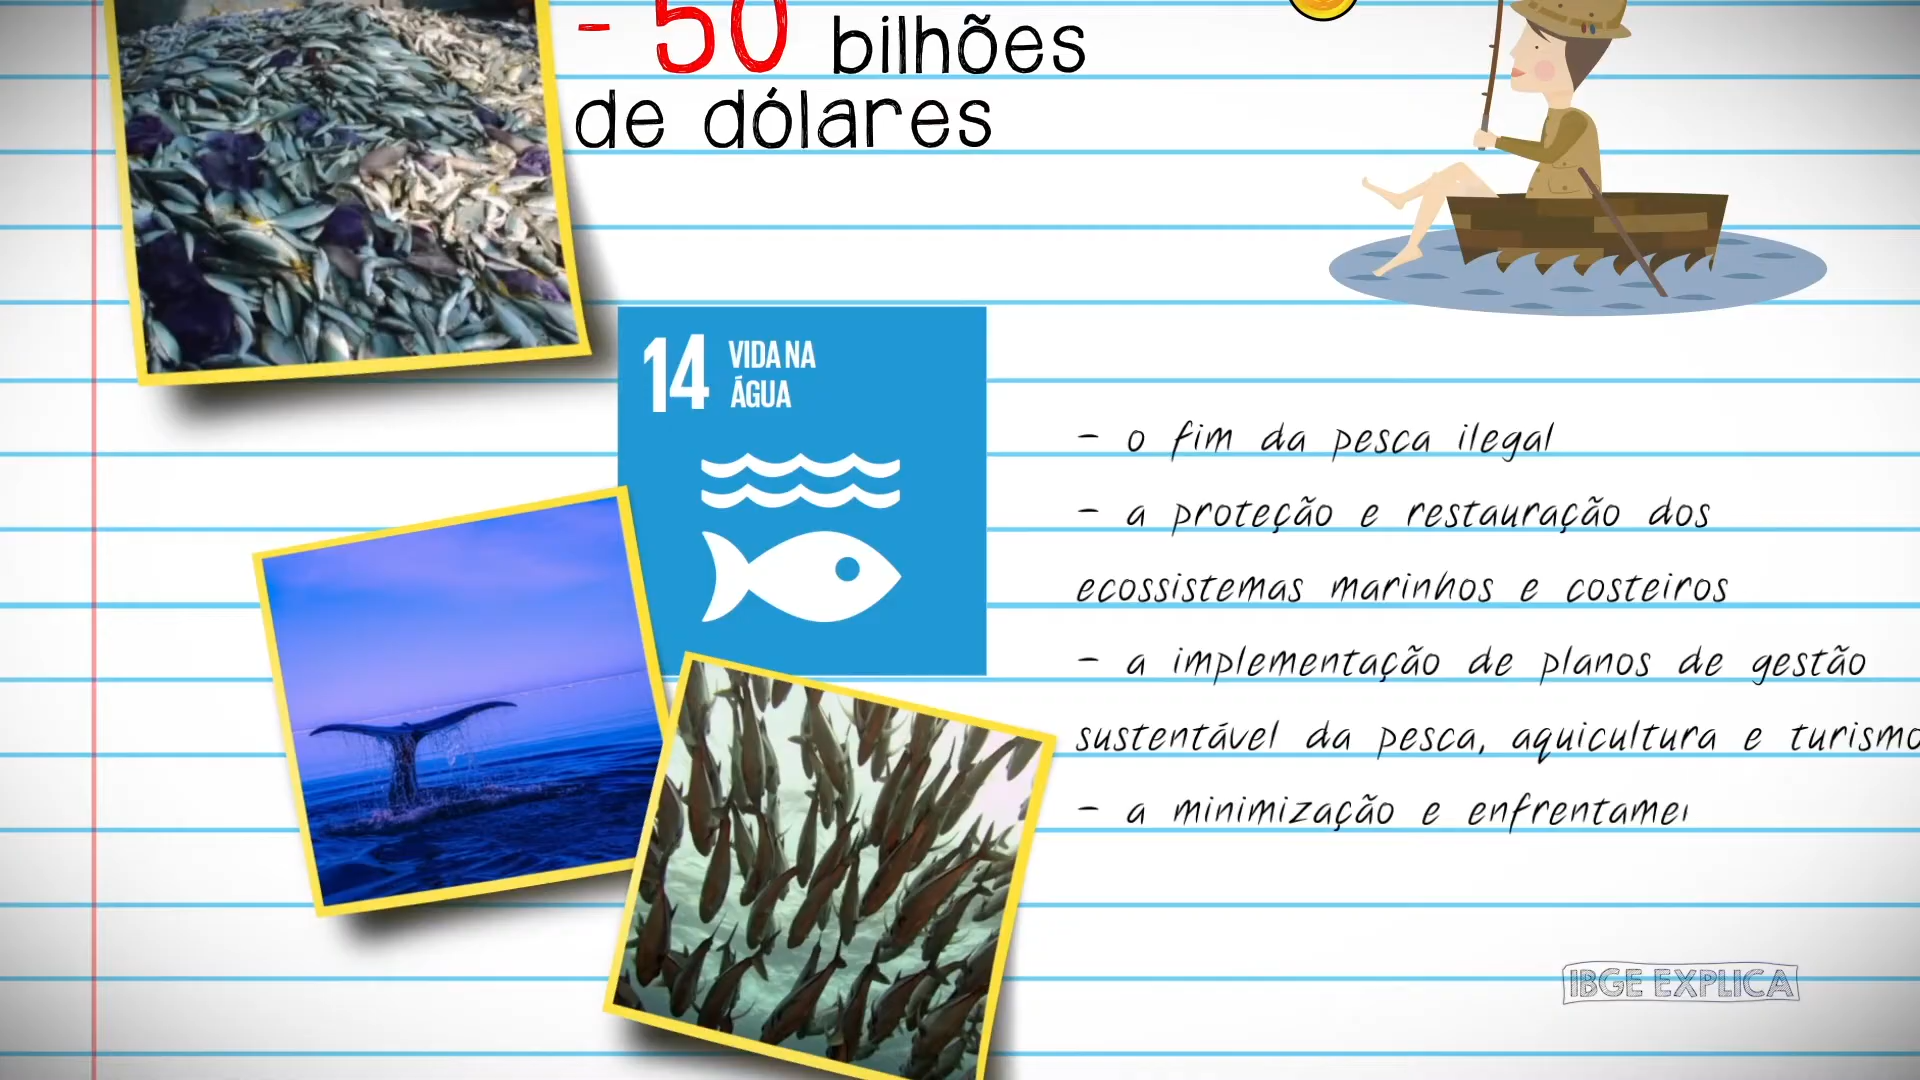 - 50 bilhões
de dólares
14 VIDA NA
ÁGUA
- o fim da pesca ilegal
- a proteção e restauração dos
ecossistemas marinhos e costeiros
- a implementação de planos de gestão
sustentável da pesca, aquicultura e turismo
- a minimização e
IBGE EXPLICA